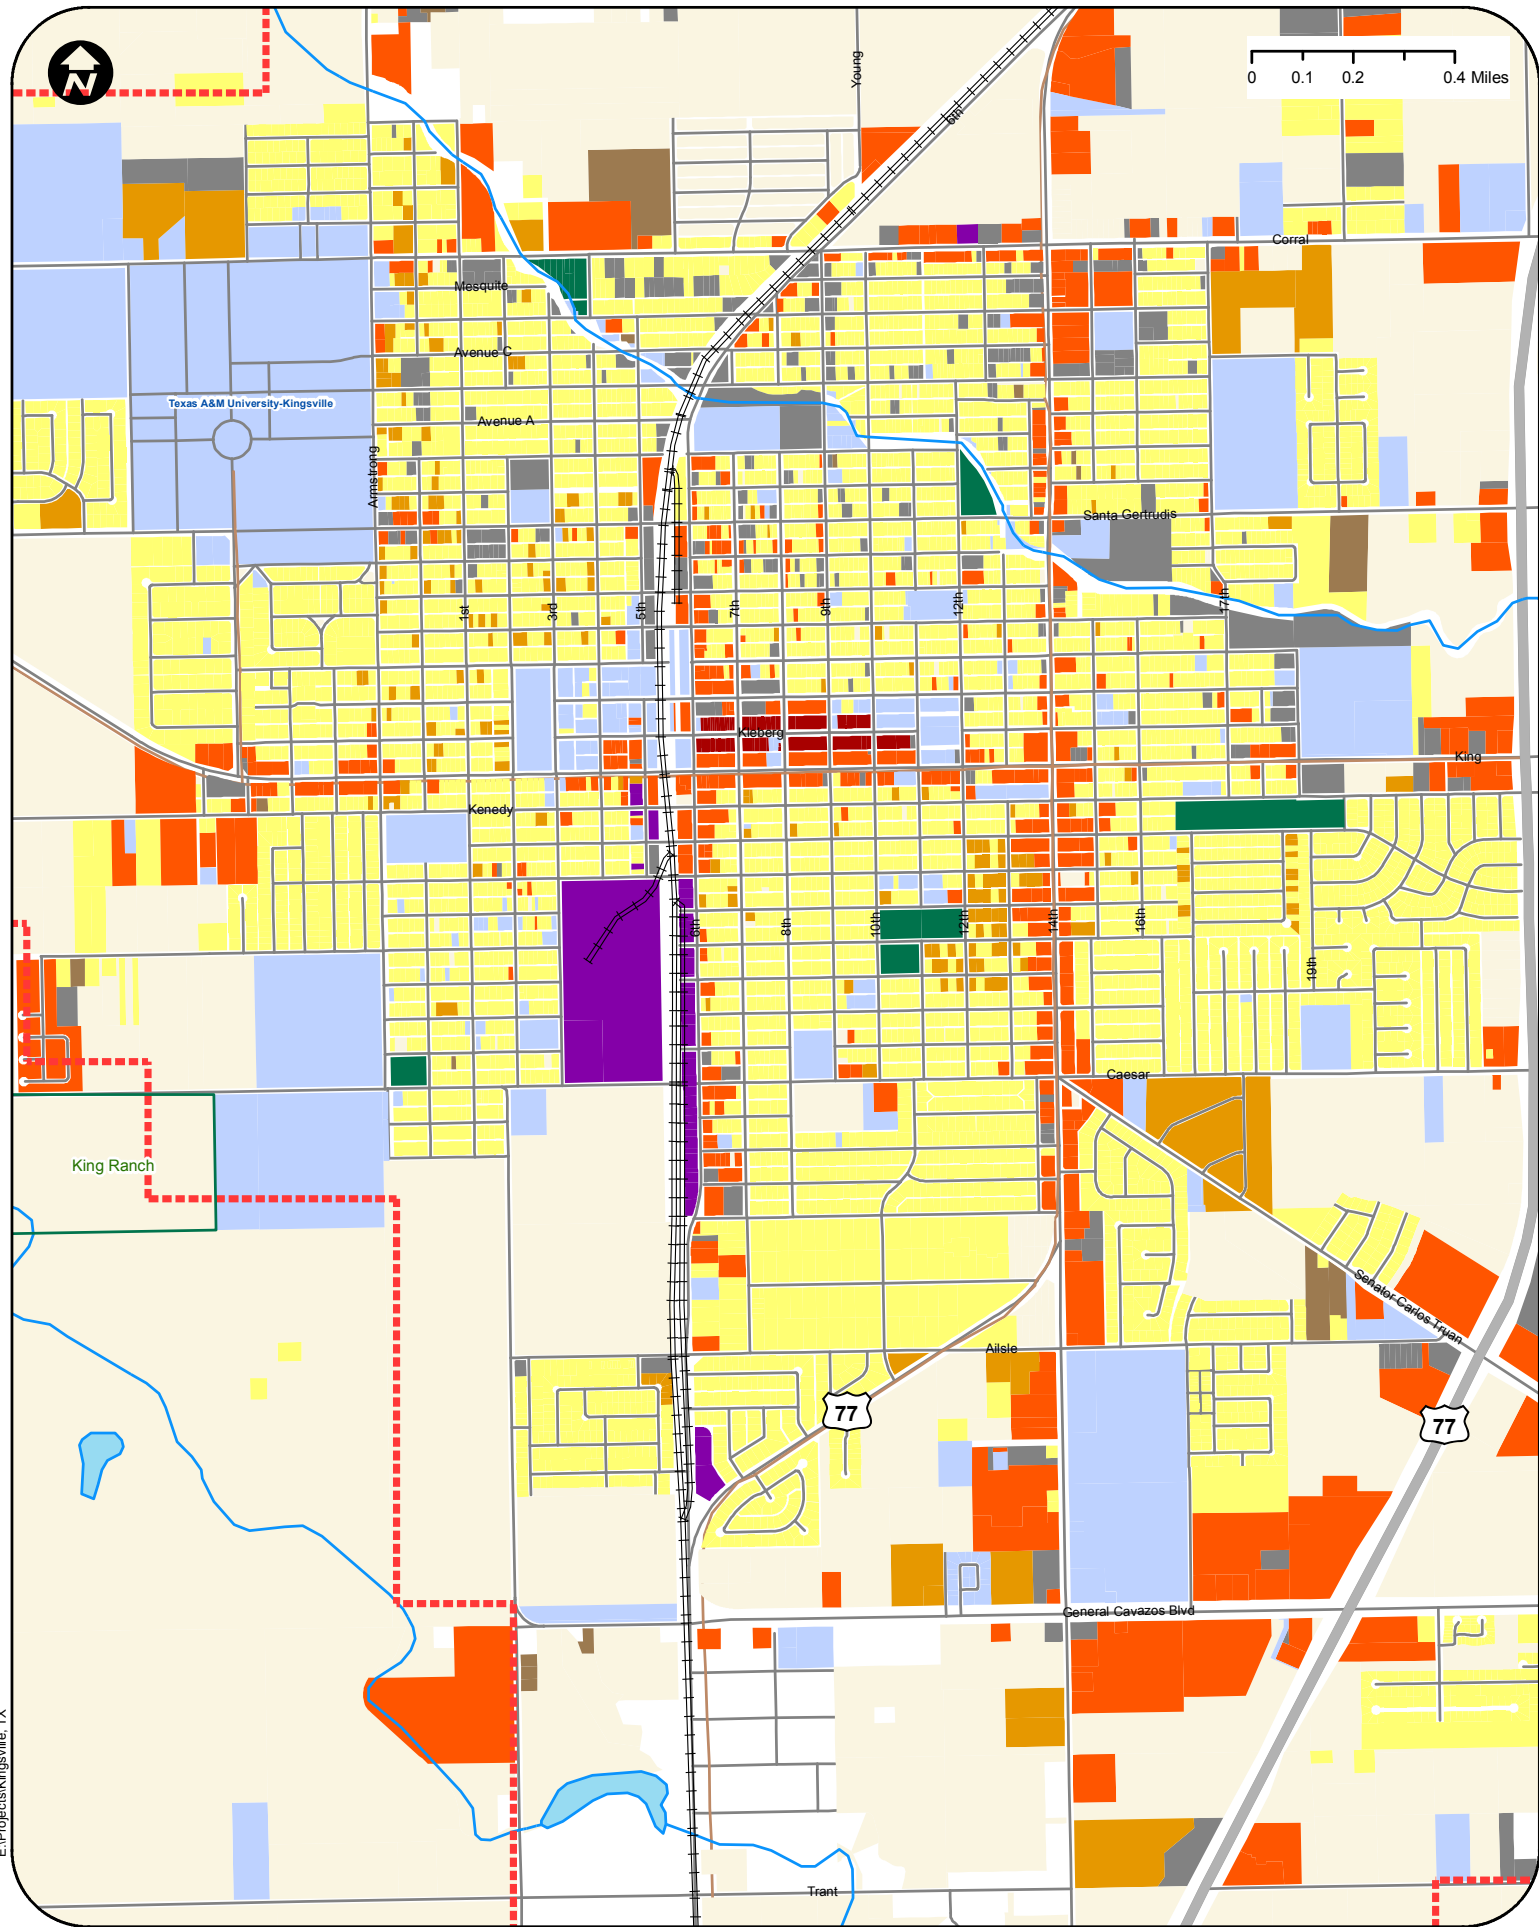 N
Young
6th
0 0.1 0.2 0.4 Miles
Corral
Mesquite
Avenue C
Texas A&M University-Kingsville
Avenue A
Armstrong
Santa Gertrudis
1st
3rd
5th
7th
9th
12th
17th
Kleberg
King
Kenedy
6th
8th
10th
12th
14th
16th
19th
Caesar
King Ranch
Senator Carlos Truan
Ailsle
77
77
General Cavazos Blvd
E:\Projects\Kingsville, TX
Trant